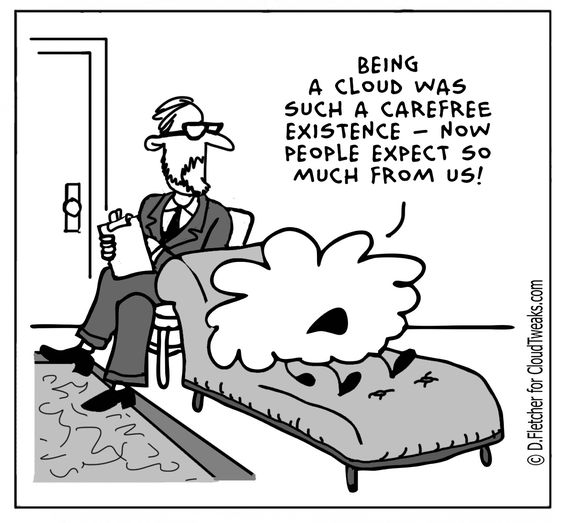 BEING
A CLOUD WAS
SUCH A CAREFREE
EXISTENCE – NOW
PEOPLE EXPECT SO
MUCH FROM US!
© D.Fletcher for CloudTweaks.com